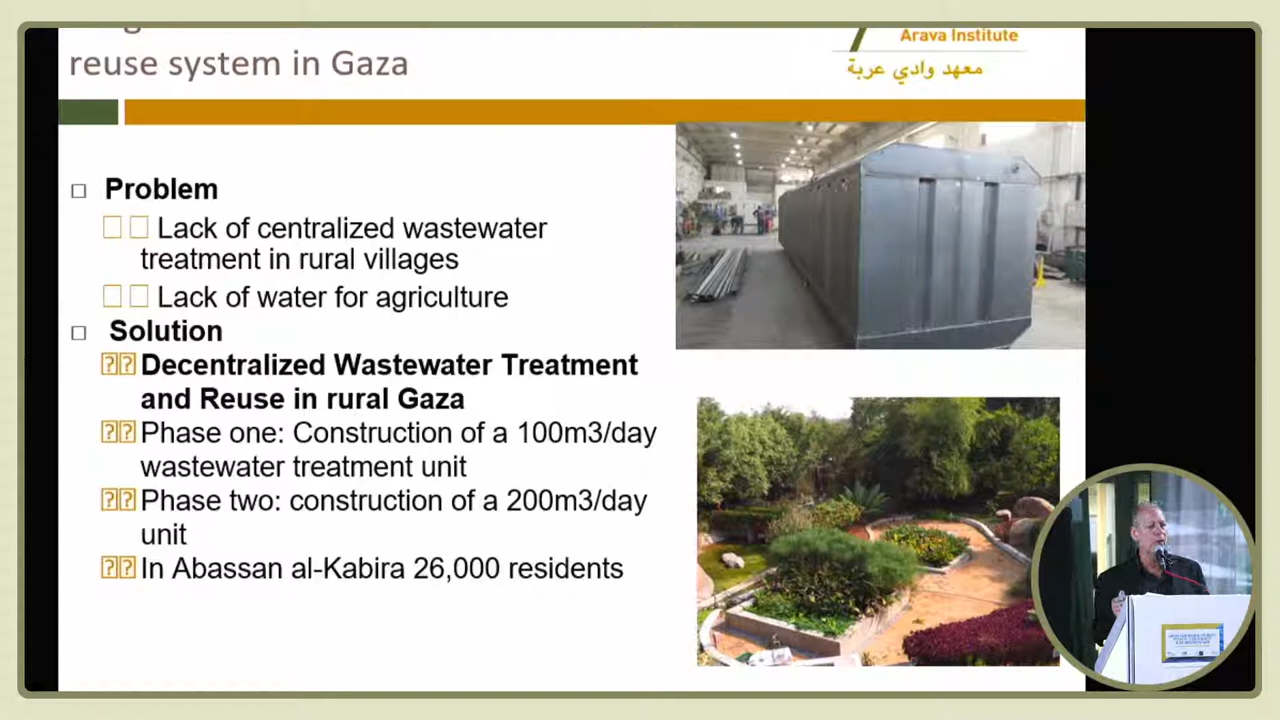 reuse system in Gaza
Arava Institute
معهد وادي عربة
Problem
Lack of centralized wastewater
treatment in rural villages
Lack of water for agriculture
Solution
Decentralized Wastewater Treatment
and Reuse in rural Gaza
Phase one: Construction of a 100m3/day
wastewater treatment unit
Phase two: construction of a 200m3/day
unit
In Abassan al-Kabira 26,000 residents